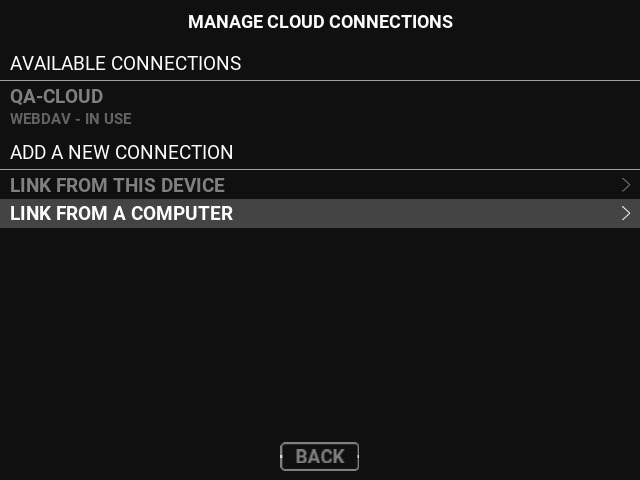 MANAGE CLOUD CONNECTIONS
AVAILABLE CONNECTIONS
QA-CLOUD
WEBDAV - IN USE
ADD A NEW CONNECTION
LINK FROM THIS DEVICE
LINK FROM A COMPUTER
BACK